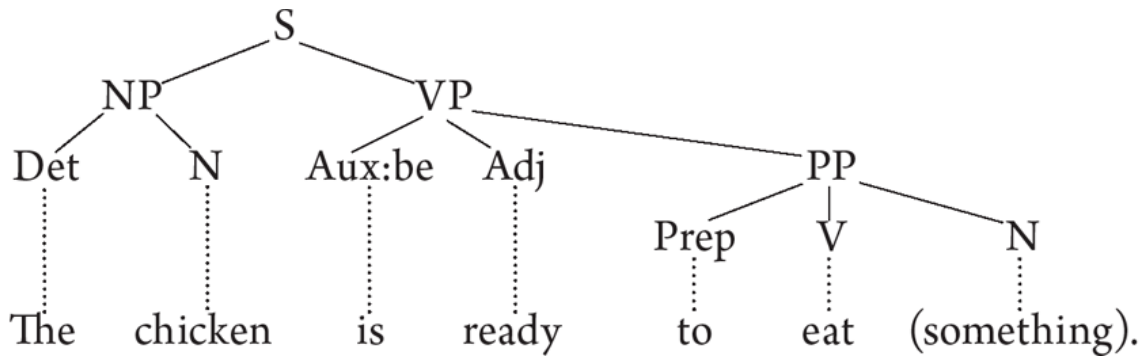 S
NP VP
Det N Aux:be Adj PP
Prep V N
The chicken is ready to eat (something).